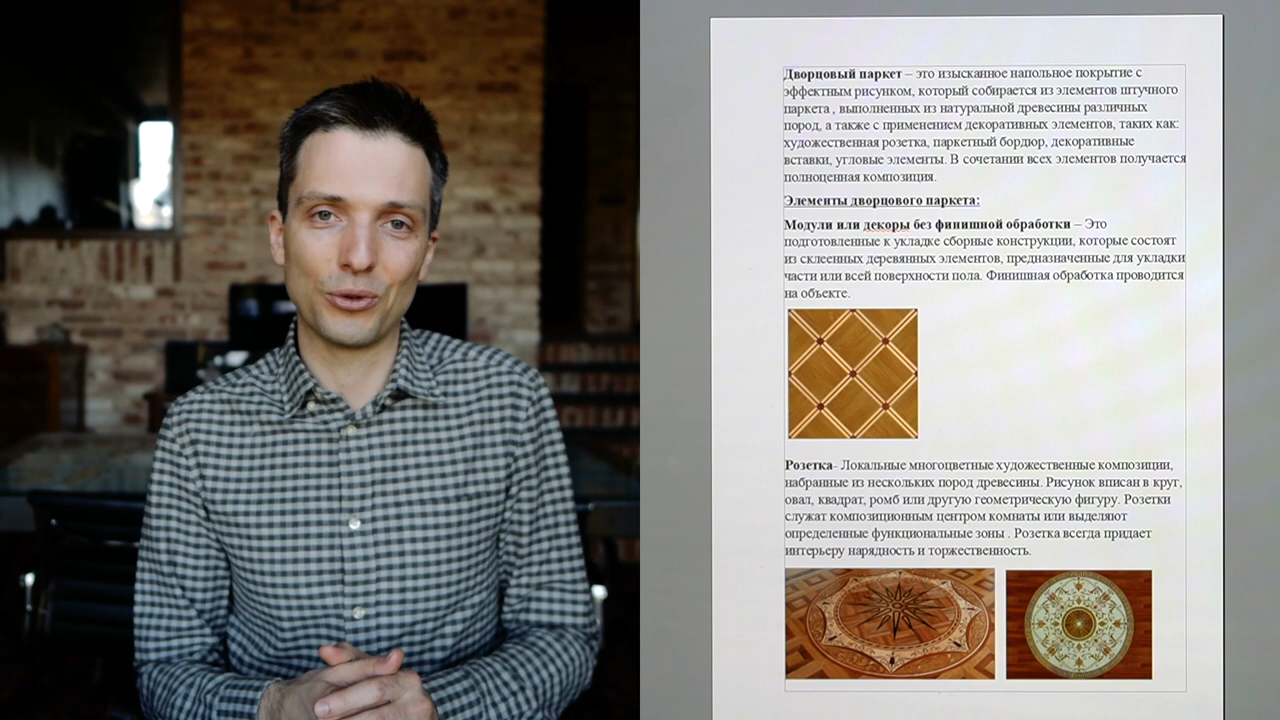 Дворцовый паркет – это изысканное напольное покрытие с
эффектным рисунком, который собирается из элементов штучного
паркета , выполненных из натуральной древесины различных
пород, а также с применением декоративных элементов, таких как:
художественная розетка, паркетный бордюр, декоративные
вставки, угловые элементы. В сочетании всех элементов получается
полноценная композиция.
Элементы дворцового паркета:
Модули или декоры без финишной обработки – Это
подготовленные к укладке сборные конструкции, которые состоят
из склеенных деревянных элементов, предназначенные для укладки
части или всей поверхности пола. Финишная обработка проводится
на объекте.
Розетка- Локальные многоцветные художественные композиции,
набранные из нескольких пород древесины. Рисунок вписан в круг,
овал, квадрат, ромб или другую геометрическую фигуру. Розетки
служат композиционным центром комнаты или выделяют
определенные функциональные зоны . Розетка всегда придает
интерьеру нарядность и торжественность.